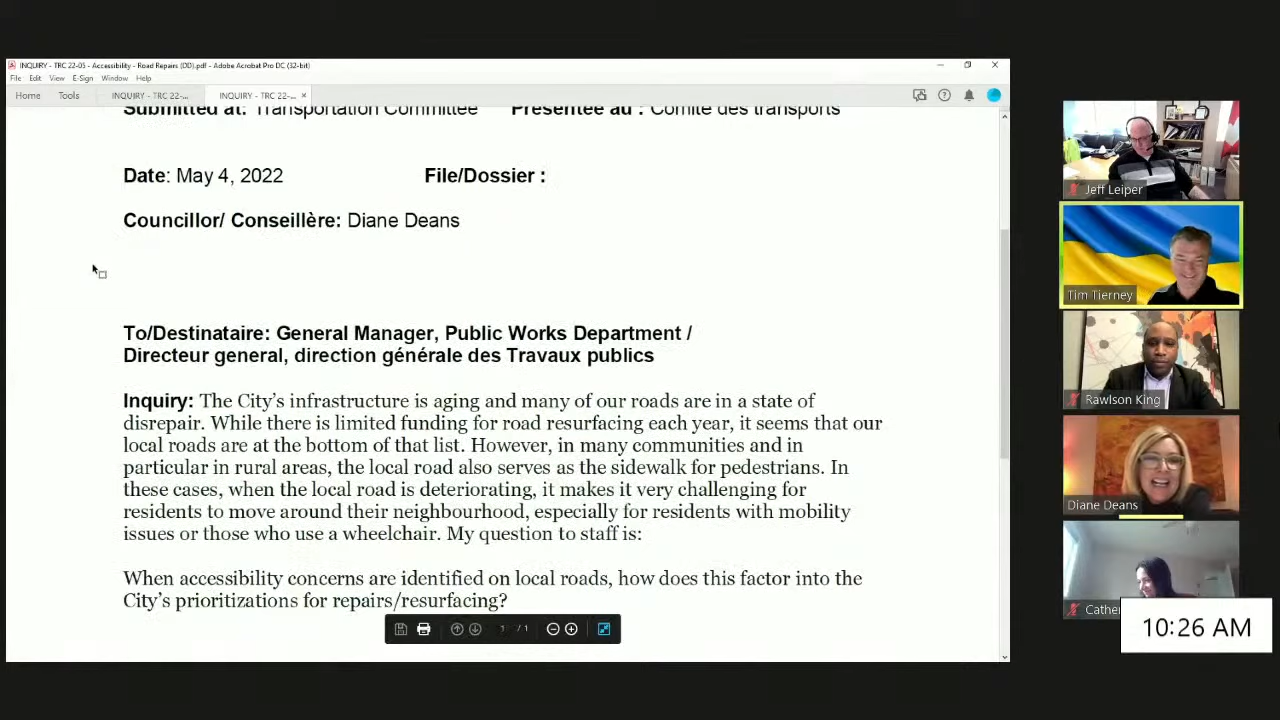 INQUIRY - TRC 22-05 - Accessibility - Road Repairs (DD).pdf - Adobe Acrobat Pro DC (32-bit)
File Edit View E-Sign Window Help
Home Tools INQUIRY - TRC 22-... INQUIRY - TRC 22-... ×
Submitted at: Transportation Committee Présentée au : Comité des transports
Date: May 4, 2022 File/Dossier :
Councillor/ Conseillère: Diane Deans
To/Destinataire: General Manager, Public Works Department /
Directeur general, direction générale des Travaux publics
Inquiry: The City’s infrastructure is aging and many of our roads are in a state of
disrepair. While there is limited funding for road resurfacing each year, it seems that our
local roads are at the bottom of that list. However, in many communities and in
particular in rural areas, the local road also serves as the sidewalk for pedestrians. In
these cases, when the local road is deteriorating, it makes it very challenging for
residents to move around their neighbourhood, especially for residents with mobility
issues or those who use a wheelchair. My question to staff is:
When accessibility concerns are identified on local roads, how does this factor into the
City’s prioritizations for repairs/resurfacing?
1 / 1
Jeff Leiper
Tim Tierney
Rawlson King
Diane Deans
Cathe
10:26 AM